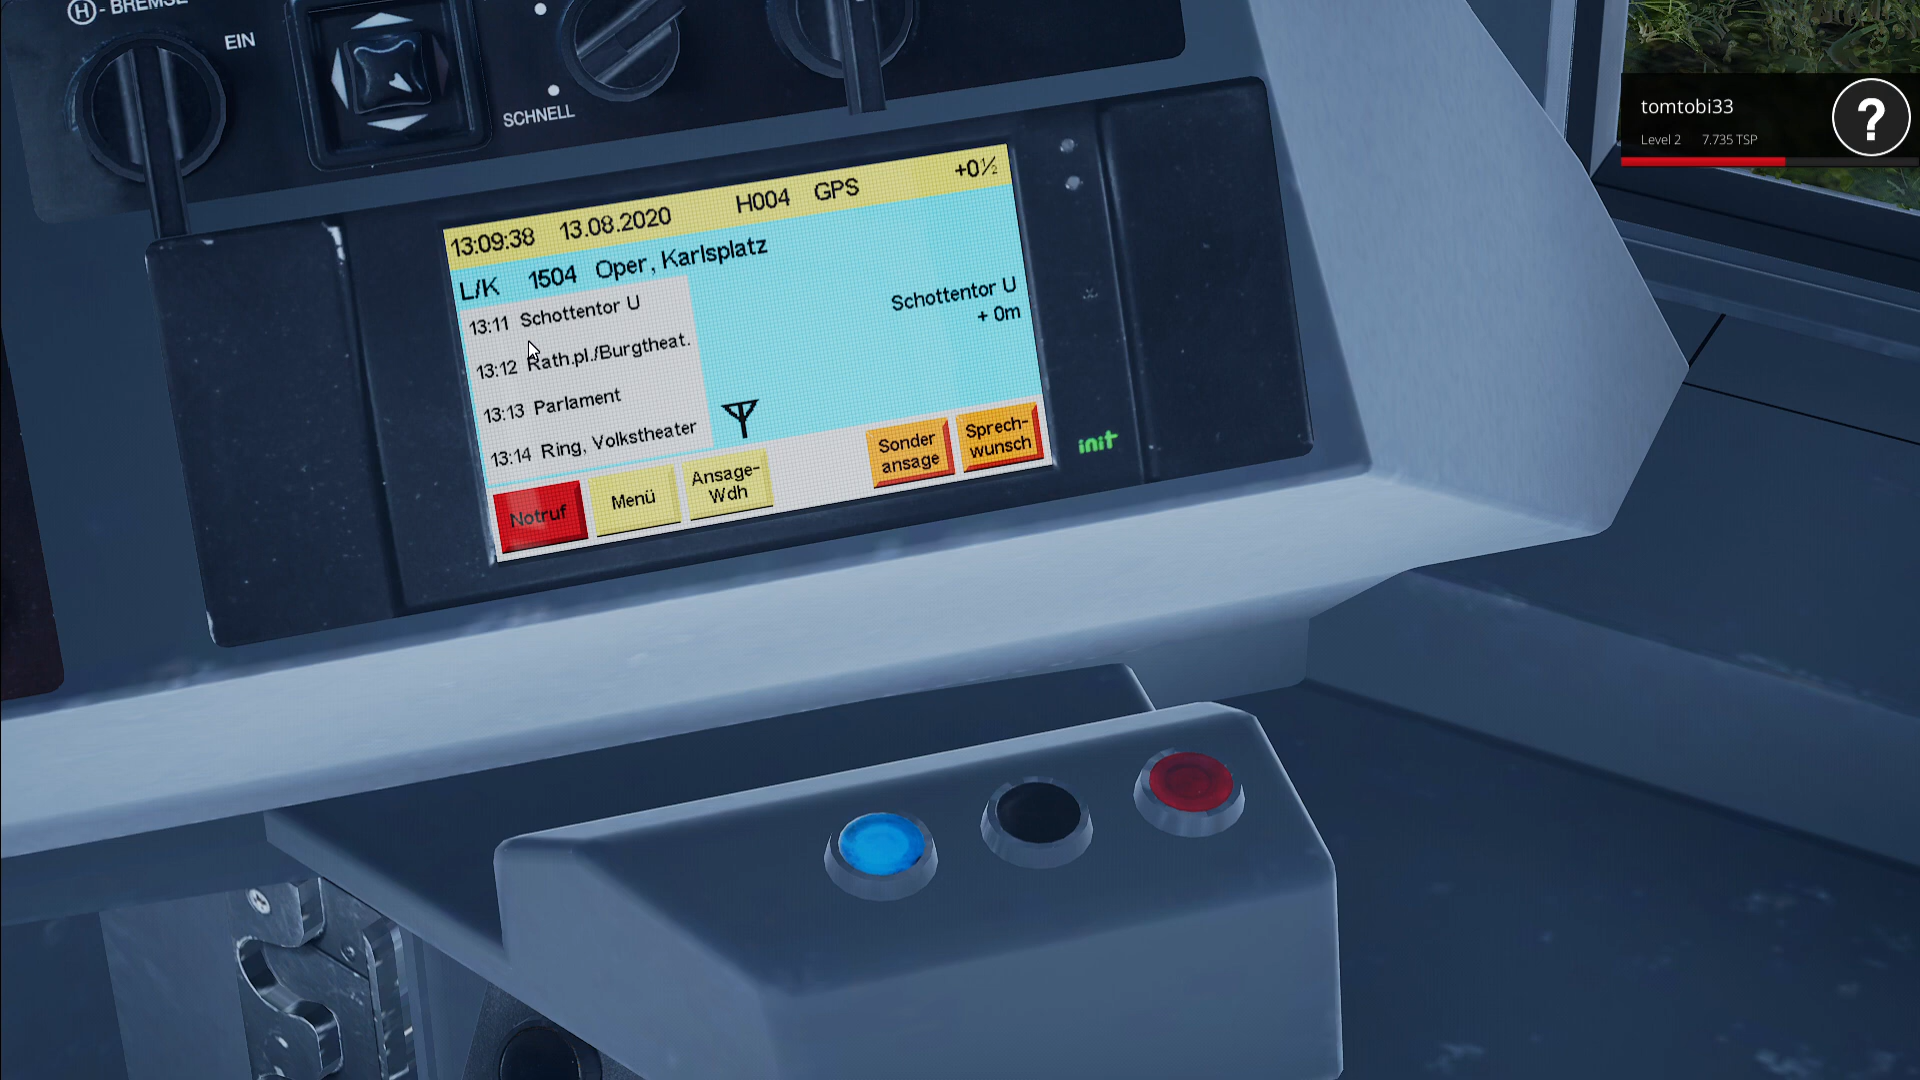 H - BREMSE
EIN
SCHNELL
tomtobi33
?
Level 2 7.735 TSP
13:09:38 13.08.2020 H004 GPS +0½
L/K 1504 Oper, Karlsplatz
13:11 Schottentor U
13:12 Rath.pl./Burgtheat.
13:13 Parlament
13:14 Ring, Volkstheater
Schottentor U
+ 0m
Notruf
Menü
Ansage-
Wdh
Sonder
ansage
Sprech-
wunsch
init